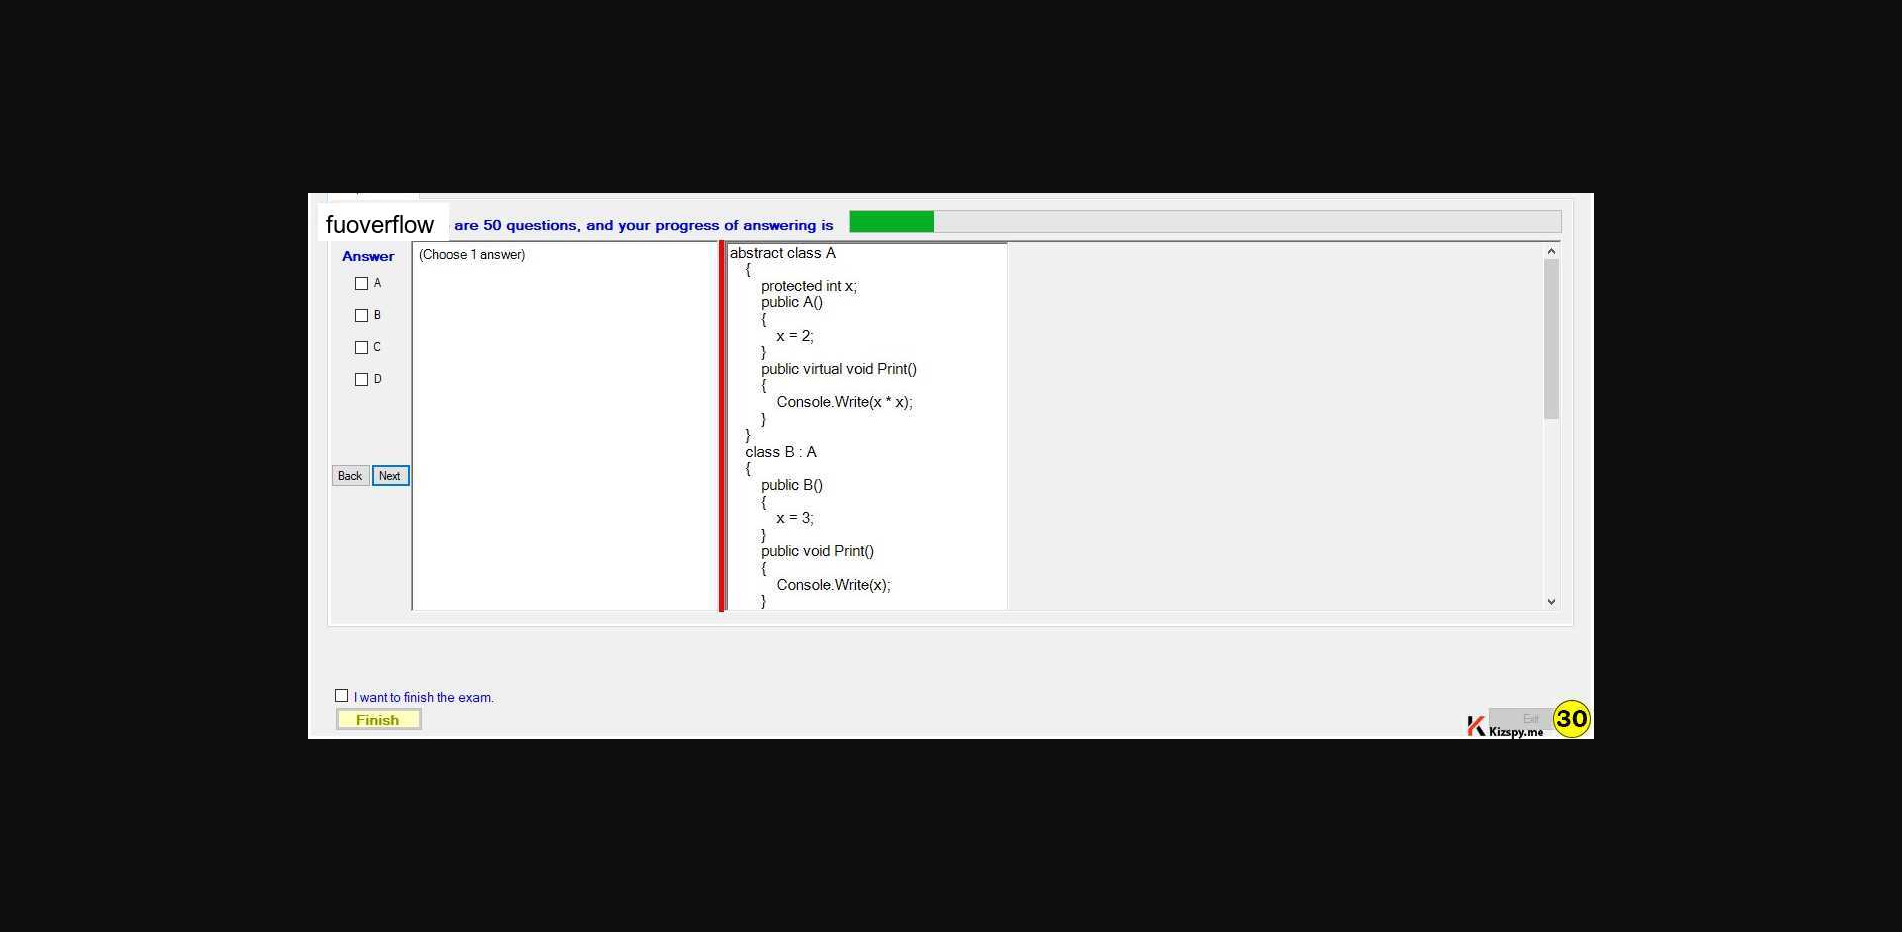 fuoverflow are 50 questions, and your progress of answering is
Answer
A
B
C
D
Back Next
(Choose 1 answer)
abstract class A
{
protected int x;
public A()
{
x = 2;
}
public virtual void Print()
{
Console.Write(x * x);
}
}
class B : A
{
public B()
{
x = 3;
}
public void Print()
{
Console.Write(x);
}
I want to finish the exam.
Finish
Exit
Kizspy.me
30